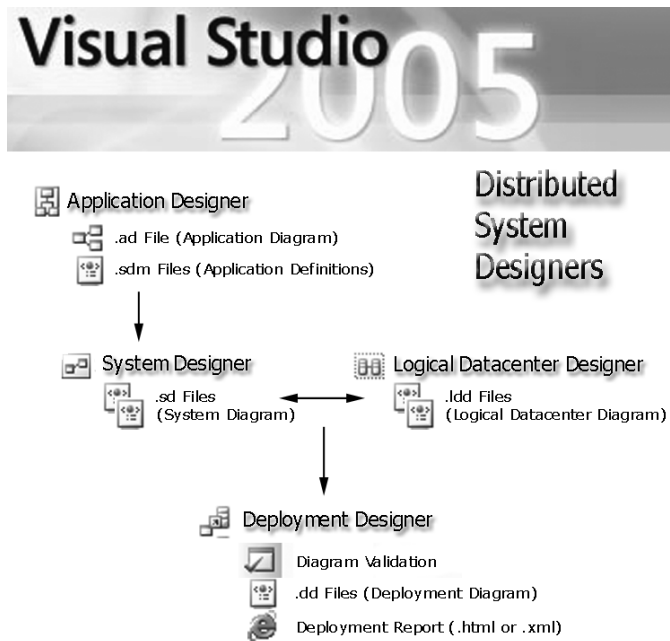 Visual Studio
2005
Distributed
System
Designers
Application Designer
.ad File (Application Diagram)
.sdm Files (Application Definitions)
System Designer
.sd Files
(System Diagram)
Logical Datacenter Designer
.ldd Files
(Logical Datacenter Diagram)
Deployment Designer
Diagram Validation
.dd Files (Deployment Diagram)
Deployment Report (.html or .xml)